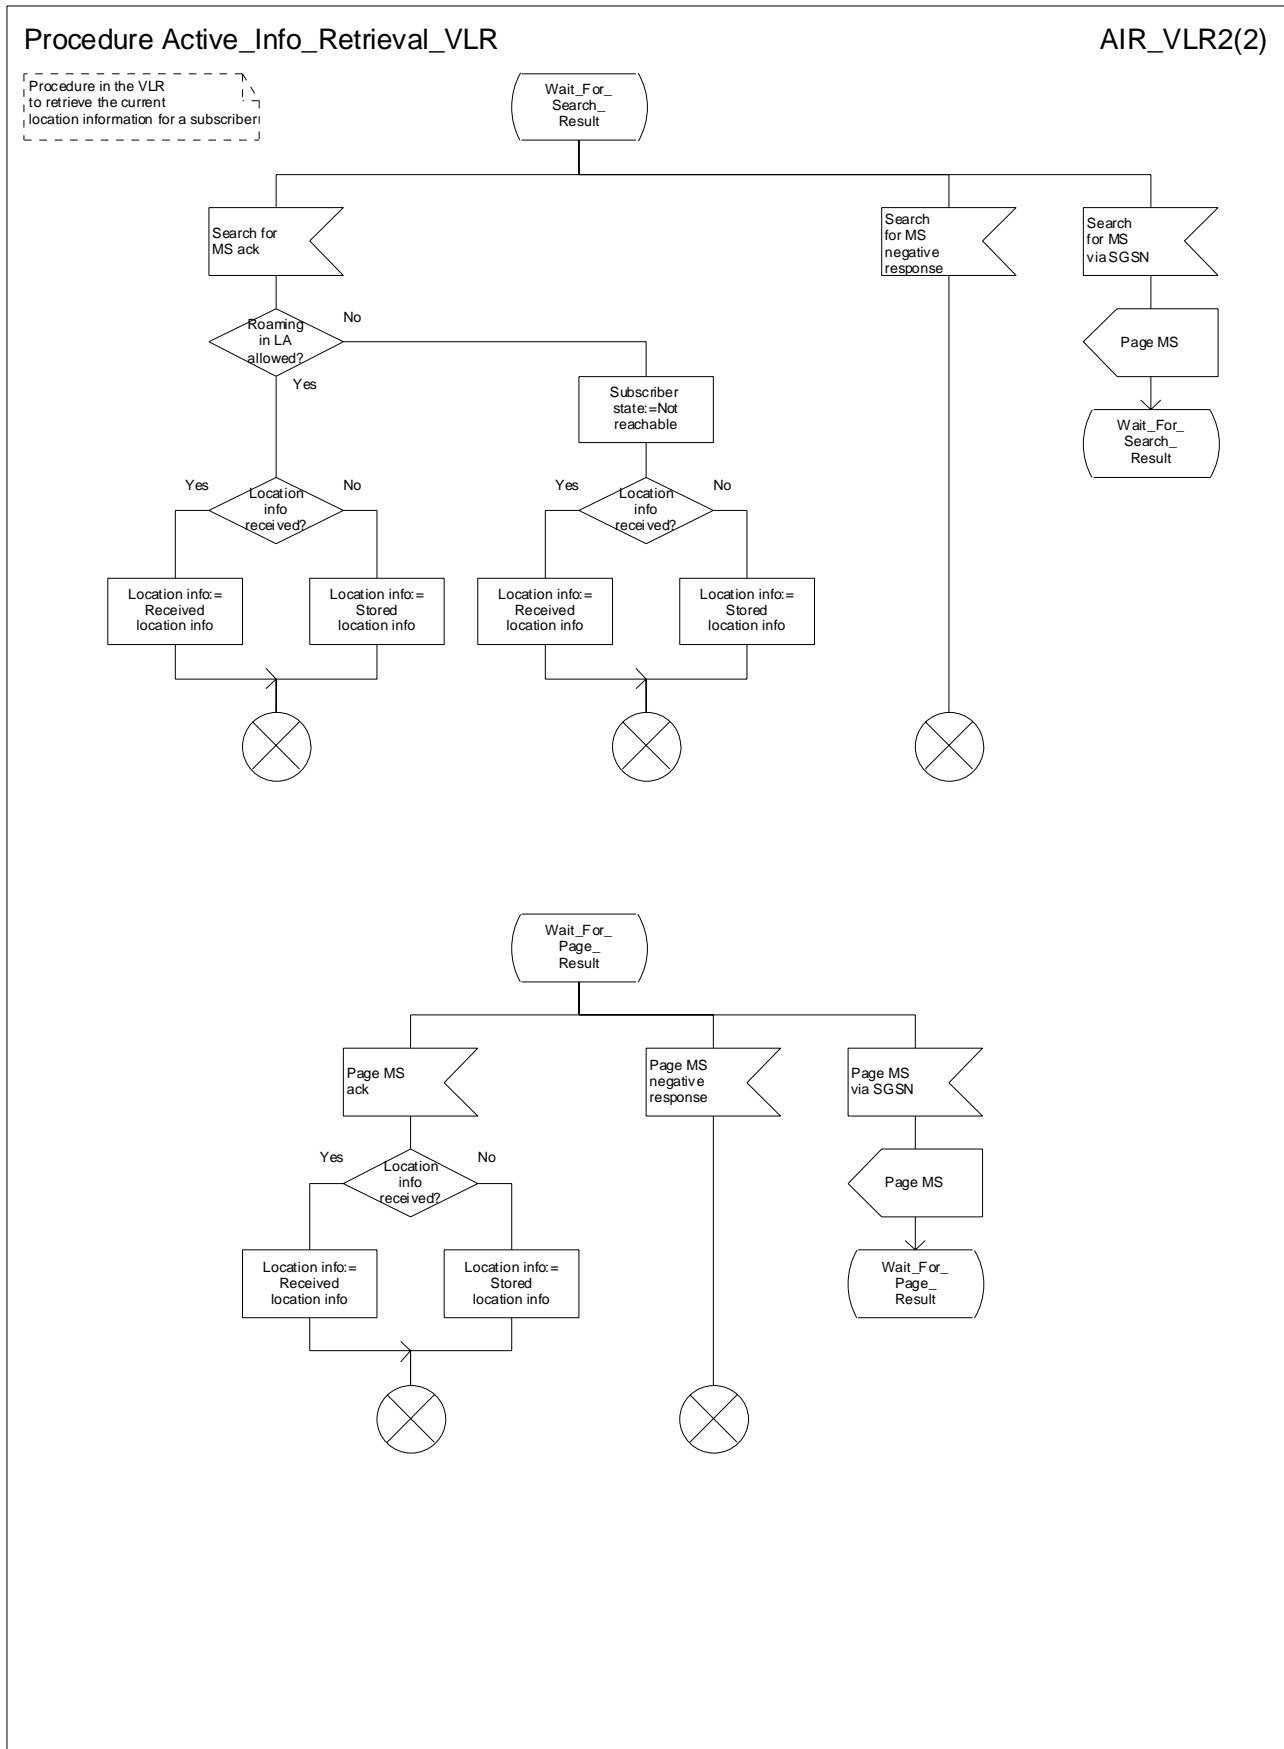 Procedure Active_Info_Retrieval_VLR
AIR_VLR2(2)
Procedure in the VLR
to retrieve the current
location information for a subscriber
Wait_For_
Search_
Result
Search for
MS ack
Search
for MS
negative
response
Search
for MS
via SGSN
Roaming
in LA
allowed?
No
Yes
Page MS
Subscriber
state:=Not
reachable
Wait_For_
Search_
Result
Yes
Location
info
received?
No
Yes
Location
info
received?
No
Location info:=
Received
location info
Location info:=
Stored
location info
Location info:=
Received
location info
Location info:=
Stored
location info
Wait_For_
Page_
Result
Page MS
ack
Page MS
negative
response
Page MS
via SGSN
Yes
Location
info
received?
No
Page MS
Location info:=
Received
location info
Location info:=
Stored
location info
Wait_For_
Page_
Result